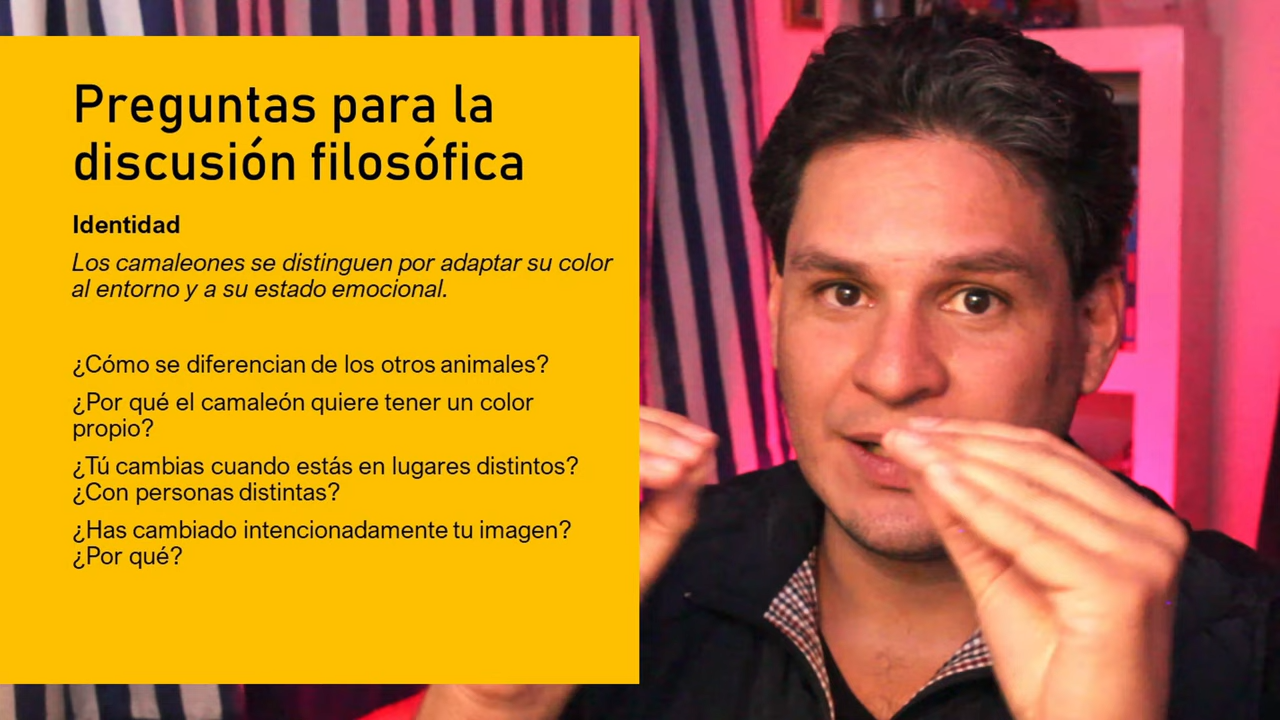 Preguntas para la
discusión filosófica
Identidad
Los camaleones se distinguen por adaptar su color
al entorno y a su estado emocional.
¿Cómo se diferencian de los otros animales?
¿Por qué el camaleón quiere tener un color
propio?
¿Tú cambias cuando estás en lugares distintos?
¿Con personas distintas?
¿Has cambiado intencionadamente tu imagen?
¿Por qué?